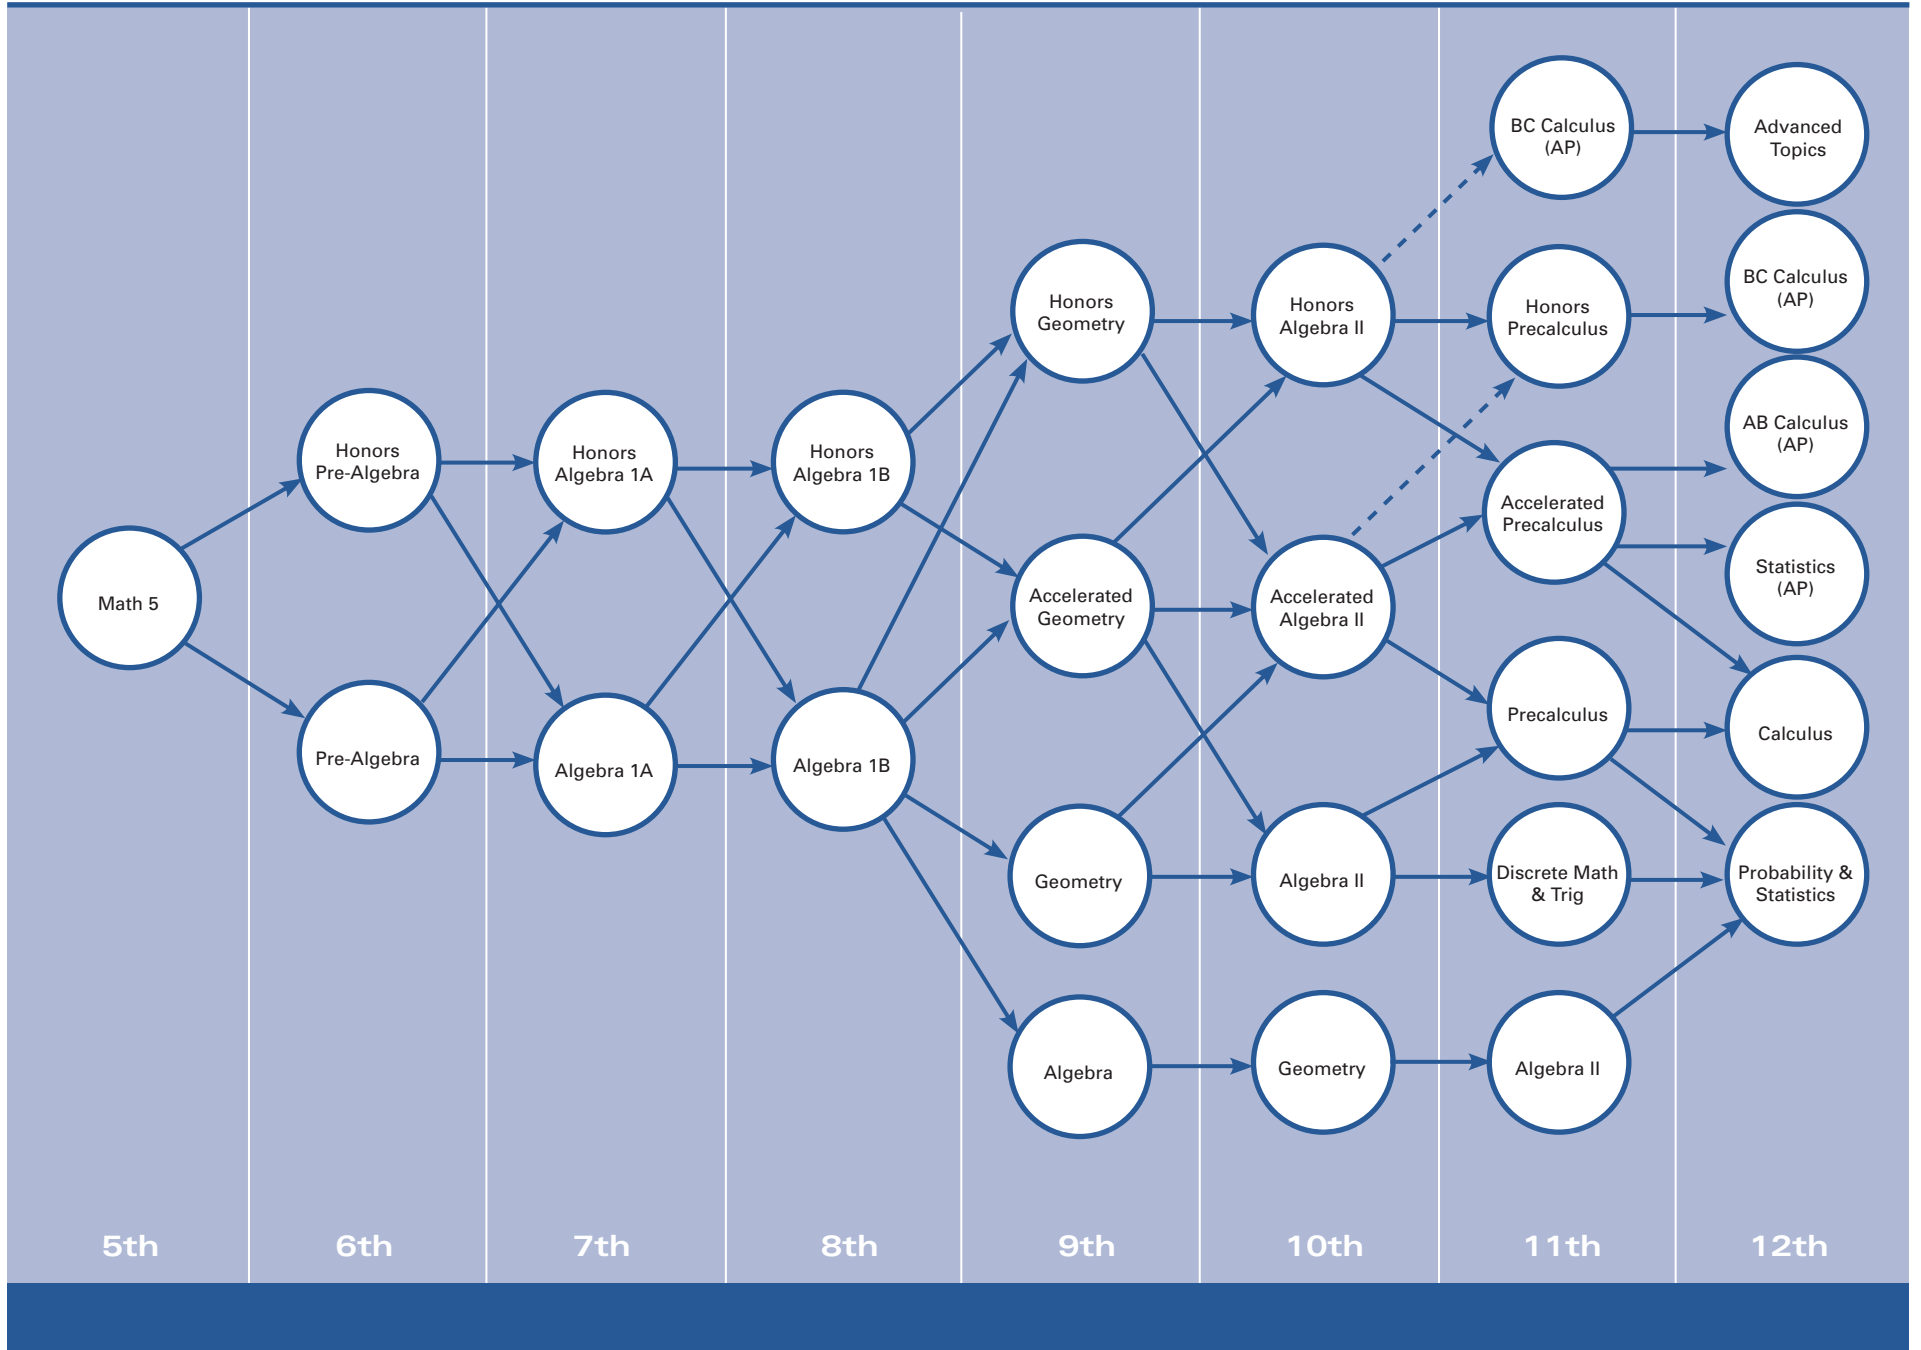 Math 5
Honors
Pre-Algebra
Pre-Algebra
Honors
Algebra 1A
Algebra 1A
Honors
Algebra 1B
Algebra 1B
Honors
Geometry
Accelerated
Geometry
Geometry
Algebra
Honors
Algebra II
Accelerated
Algebra II
Algebra II
Geometry
BC Calculus
(AP)
Honors
Precalculus
Accelerated
Precalculus
Precalculus
Discrete Math
& Trig
Algebra II
Advanced
Topics
BC Calculus
(AP)
AB Calculus
(AP)
Statistics
(AP)
Calculus
Probability &
Statistics
5th
6th
7th
8th
9th
10th
11th
12th